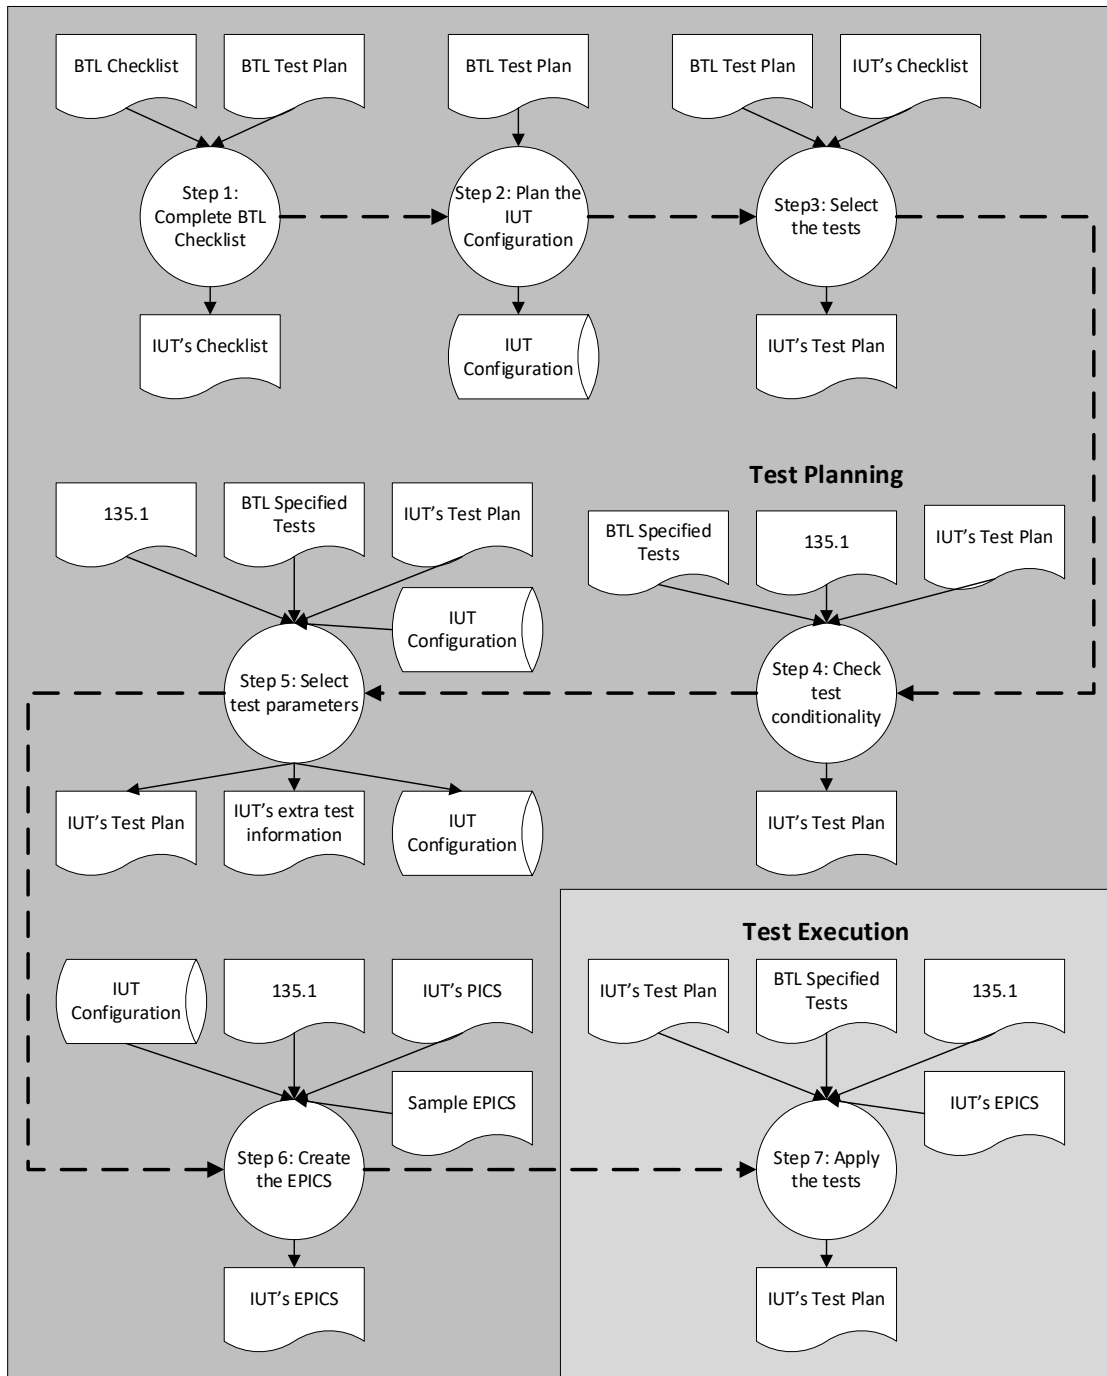 BTL Checklist
BTL Test Plan
BTL Test Plan
BTL Test Plan
IUT’s Checklist
Step 1:
Complete BTL
Checklist
Step 2: Plan the
IUT
Configuration
Step3: Select
the tests
IUT’s Checklist
IUT
Configuration
IUT’s Test Plan
Test Planning
135.1
BTL Specified
Tests
IUT’s Test Plan
IUT
Configuration
BTL Specified
Tests
135.1
IUT’s Test Plan
Step 5: Select
test parameters
Step 4: Check
test
conditionality
IUT’s Test Plan
IUT’s extra test
information
IUT
Configuration
IUT’s Test Plan
Test Execution
IUT
Configuration
135.1
IUT’s PICS
Sample EPICS
IUT’s Test Plan
BTL Specified
Tests
135.1
IUT’s EPICS
Step 6: Create
the EPICS
Step 7: Apply
the tests
IUT’s EPICS
IUT’s Test Plan